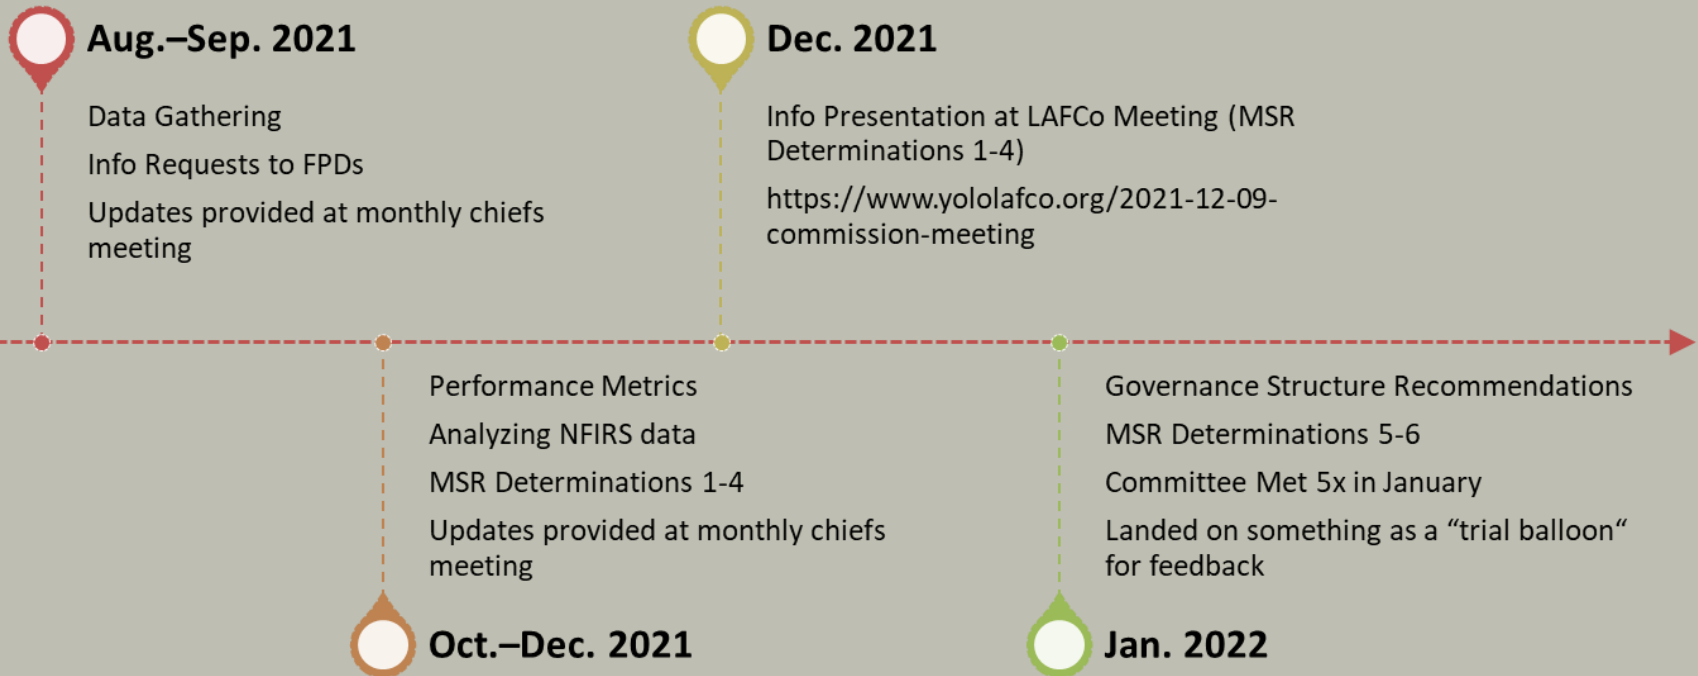 Aug.–Sep. 2021
Data Gathering
Info Requests to FPDs
Updates provided at monthly chiefs
meeting
Oct.–Dec. 2021
Performance Metrics
Analyzing NFIRS data
MSR Determinations 1-4
Updates provided at monthly chiefs
meeting
Dec. 2021
Info Presentation at LAFCo Meeting (MSR
Determinations 1-4)
https://www.yololafco.org/2021-12-09-
commission-meeting
Jan. 2022
Governance Structure Recommendations
MSR Determinations 5-6
Committee Met 5x in January
Landed on something as a “trial balloon“
for feedback